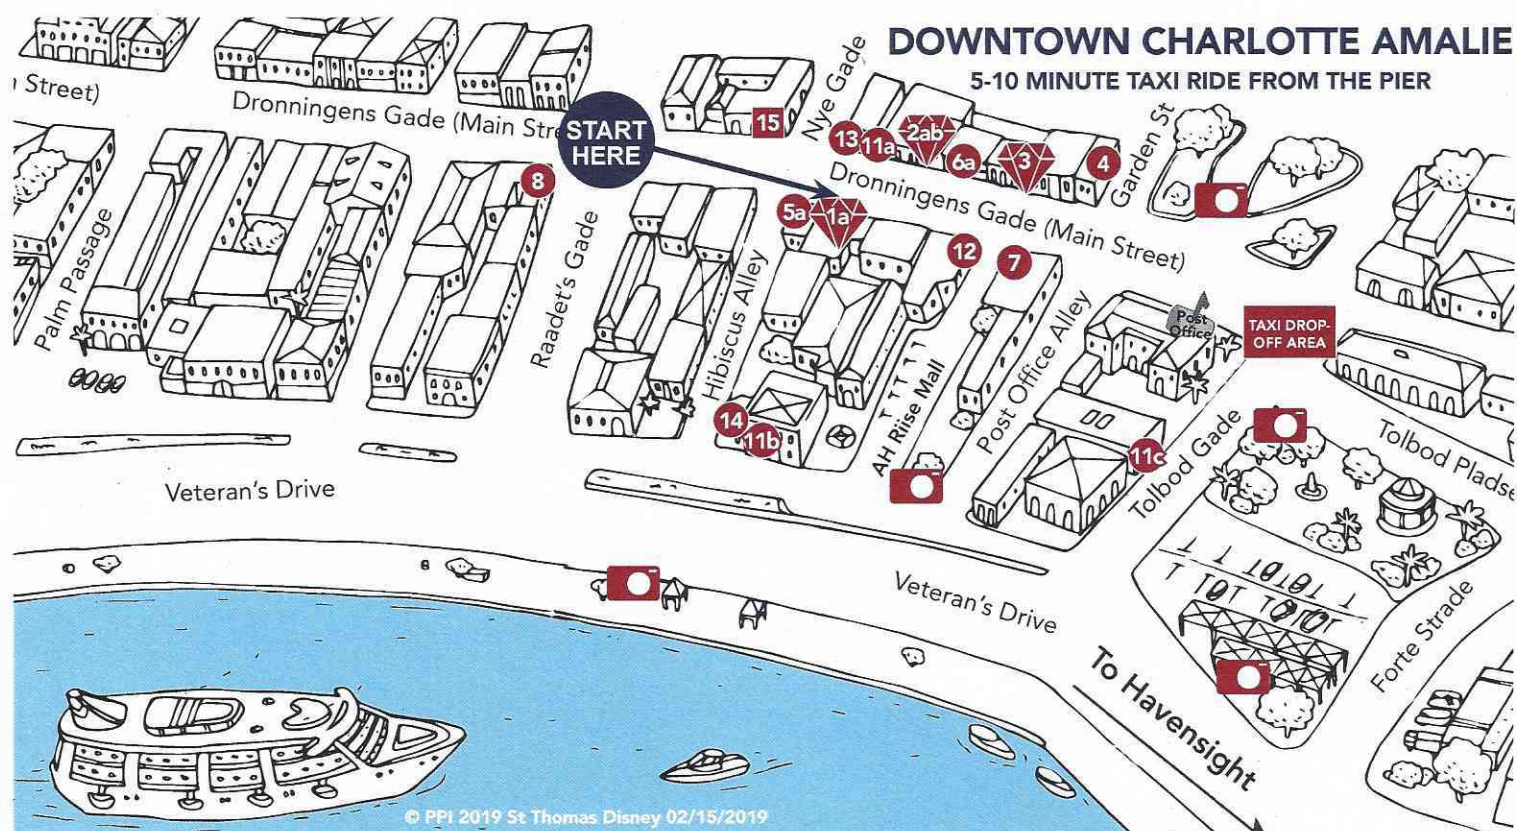 DOWNTOWN CHARLOTTE AMALIE
5-10 MINUTE TAXI RIDE FROM THE PIER
Street)
Dronningens Gade (Main Stre
START
HERE
15
Nye Gade
13
11a
2ab
6a
3
4
Garden St
Dronningens Gade (Main Street)
8
5a
1a
12
7
Palm Passage
Raadet's Gade
Hibiscus Alley
AH Riise Mall
Post Office Alley
Post
Office
TAXI DROP-
OFF AREA
14
11b
11c
Tolbod Gade
Tolbod Pladse
Veteran's Drive
Veteran's Drive
Forte Strade
To Havensight
© PPI 2019 St Thomas Disney 02/15/2019